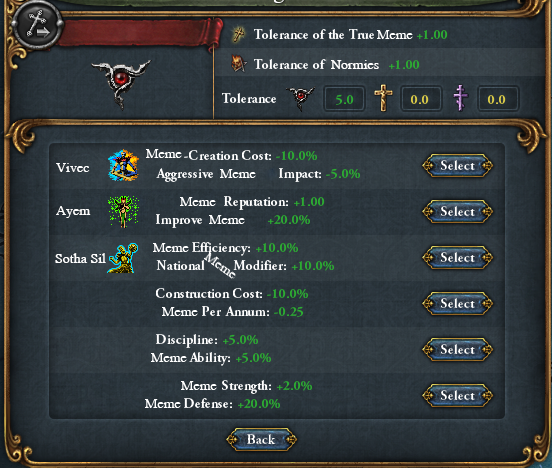 Tolerance of the True Meme +1.00
Tolerance of Normies +1.00
Tolerance 5.0 0.0 0.0
Vivec
Meme-Creation Cost: -10.0%
Aggressive Meme Impact: -5.0%
Select
Ayem
Meme Reputation: +1.00
Improve Meme +20.0%
Select
Sotha Sil
Meme Efficiency: +10.0%
National Meme Modifier: +10.0%
Select
Construction Cost: -10.0%
Meme Per Annum: -0.25
Select
Discipline: +5.0%
Meme Ability: +5.0%
Select
Meme Strength: +2.0%
Meme Defense: +20.0%
Select
Back